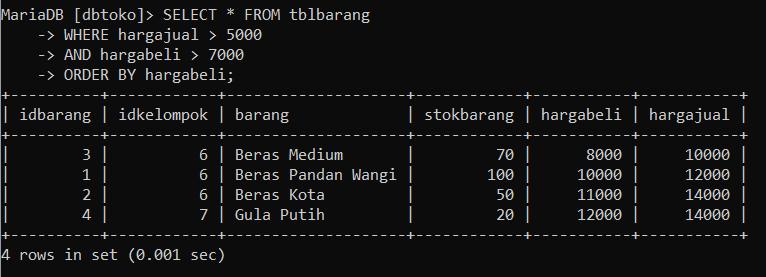 MariaDB [dbtoko]> SELECT * FROM tblbarang
    -> WHERE hargajual > 5000
    -> AND hargabeli > 7000
    -> ORDER BY hargabeli;
+----------+------------+--------------------+------------+-----------+-----------+
| idbarang | idkelompok | barang             | stokbarang | hargabeli | hargajual |
+----------+------------+--------------------+------------+-----------+-----------+
|        3 |          6 | Beras Medium       |         70 |      8000 |     10000 |
|        1 |          6 | Beras Pandan Wangi |        100 |     10000 |     12000 |
|        2 |          6 | Beras Kota         |         50 |     11000 |     14000 |
|        4 |          7 | Gula Putih         |         20 |     12000 |     14000 |
+----------+------------+--------------------+------------+-----------+-----------+
4 rows in set (0.001 sec)